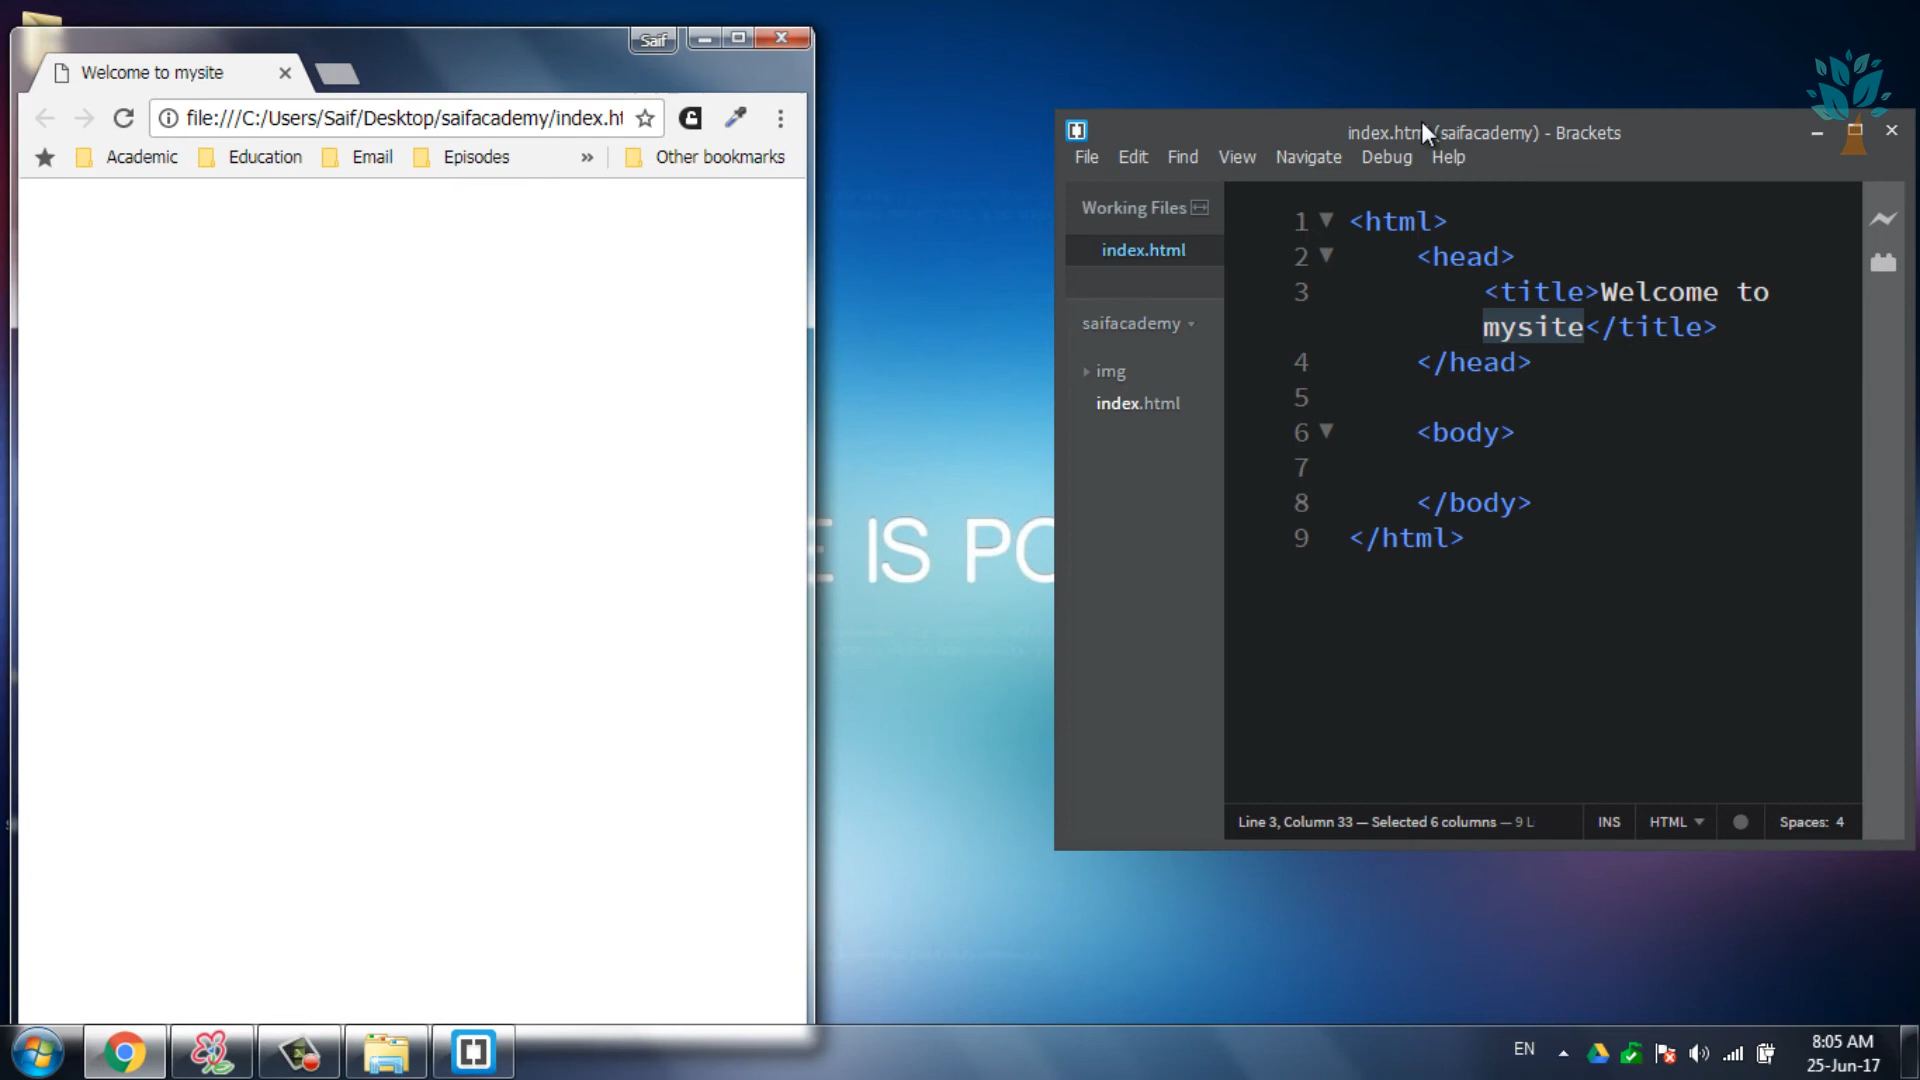 Saif
Welcome to mysite
file:///C:/Users/Saif/Desktop/saifacademy/index.ht
Academic
Education
Email
Episodes
»
Other bookmarks
IS PO
index.htm (saifacademy) - Brackets
File Edit Find View Navigate Debug Help
Working Files
index.html
saifacademy
img
index.html
1 <html>
2 <head>
3 <title>Welcome to
mysite</title>
4 </head>
5
6 <body>
7
8 </body>
9 </html>
Line 3, Column 33 — Selected 6 columns — 9 L
INS
HTML
Spaces: 4
EN
8:05 AM
25-Jun-17